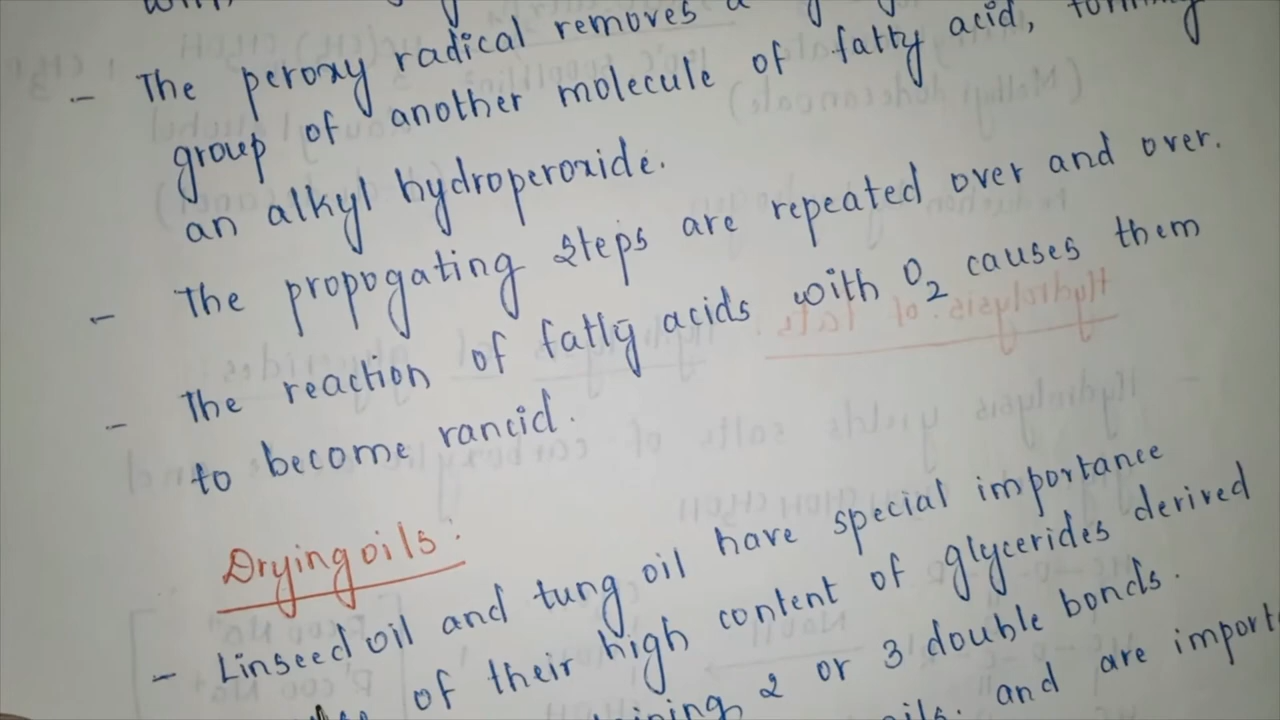 - The peroxy radical removes a
group of another molecule of fatty acid,
an alkyl hydroperoxide.
- The propogating steps are repeated over and over.
- The reaction of fatty acids with O2 causes them
to become rancid.
Drying oils:
- Linseed oil and tung oil have special importance
of their high content of glycerides derived
2 or 3 double bonds.
and are import